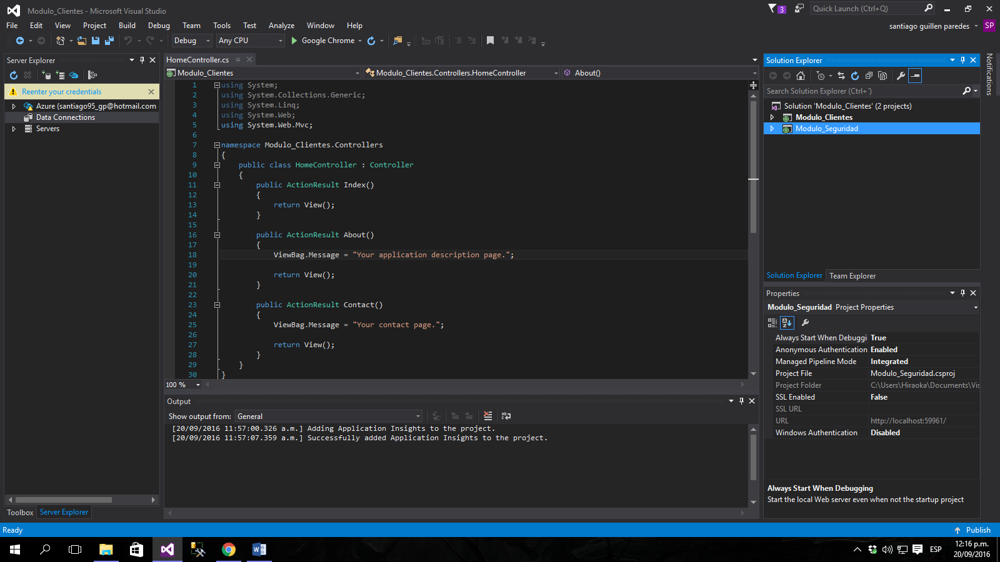 Modulo_Clientes - Microsoft Visual Studio
3
Quick Launch (Ctrl+Q)
File Edit View Project Build Debug Team Tools Test Analyze Window Help
santiago guillen paredes SP
Debug Any CPU Google Chrome
Server Explorer
Reenter your credentials
Azure (santiago95_gp@hotmail.com
Data Connections
Servers
Toolbox Server Explorer
HomeController.cs
Modulo_Clientes Modulo_Clientes.Controllers.HomeController About()
1 using System;
2 using System.Collections.Generic;
3 using System.Linq;
4 using System.Web;
5 using System.Web.Mvc;
6
7 namespace Modulo_Clientes.Controllers
8 {
9 public class HomeController : Controller
10 {
11 public ActionResult Index()
12 {
13 return View();
14 }
15
16 public ActionResult About()
17 {
18 ViewBag.Message = "Your application description page.";
19
20 return View();
21 }
22
23 public ActionResult Contact()
24 {
25 ViewBag.Message = "Your contact page.";
26
27 return View();
28 }
29 }
30 }
100 %
Output
Show output from: General
[20/09/2016 11:57:00.326 a.m.] Adding Application Insights to the project.
[20/09/2016 11:57:07.359 a.m.] Successfully added Application Insights to the project.
Solution Explorer
Search Solution Explorer (Ctrl+´)
Solution 'Modulo_Clientes' (2 projects)
Modulo_Clientes
Modulo_Seguridad
Solution Explorer Team Explorer
Properties
Modulo_Seguridad Project Properties
Always Start When Debuggi True
Anonymous Authentication Enabled
Managed Pipeline Mode Integrated
Project File Modulo_Seguridad.csproj
Project Folder C:\Users\Hiraoka\Documents\Vis
SSL Enabled False
SSL URL
URL http://localhost:59961/
Windows Authentication Disabled
Always Start When Debugging
Start the local Web server even when not the startup project
Notifications
Ready
Publish
ESP
12:16 p.m.
20/09/2016